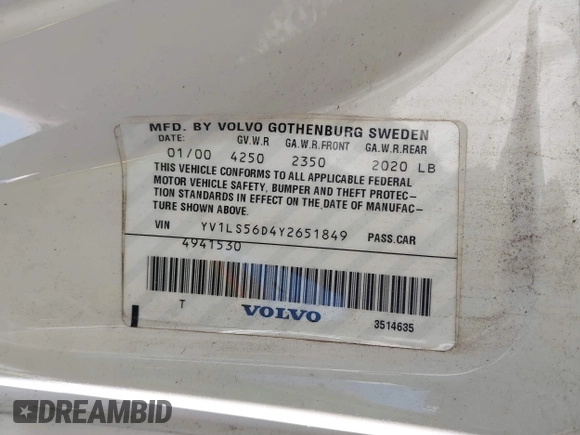 MFD. BY VOLVO GOTHENBURG SWEDEN
DATE: GV.W.R GA.W.R.FRONT GA.W.R.REAR
01/00 4250 2350 2020 LB
THIS VEHICLE CONFORMS TO ALL APPLICABLE FEDERAL
MOTOR VEHICLE SAFETY, BUMPER AND THEFT PROTEC-
TION STANDARDS IN EFFECT ON THE DATE OF MANUFAC-
TURE SHOWN ABOVE.
VIN YV1LS56D4Y2651849 PASS.CAR
4941530
T VOLVO 3514635
DREAMBID